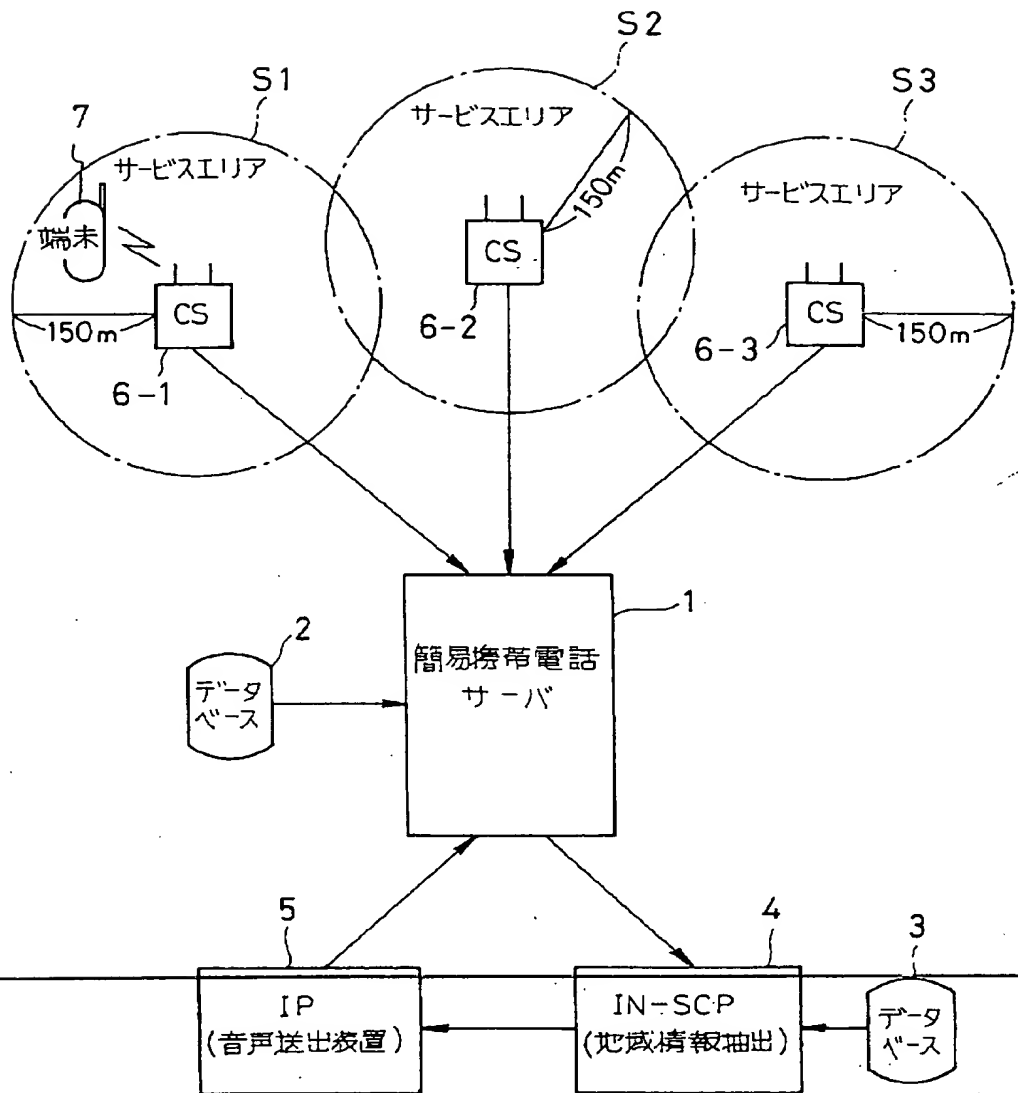 S2
S1
S3
7
サービスエリア
サービスエリア
サービスエリア
150m
端末
CS
CS
CS
150m
150m
6-2
6-3
6-1
1
2
簡易携帯電話
サーバ
データ
ベース
5
4
3
IP
(音声送出装置)
IN-SCP
(地域情報抽出)
データ
ベース